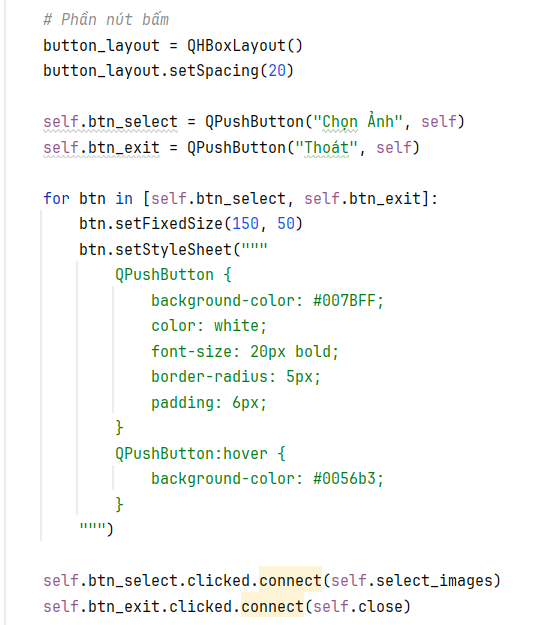 # Phần nút bấm
button_layout = QHBoxLayout()
button_layout.setSpacing(20)
self.btn_select = QPushButton("Chọn Ảnh", self)
self.btn_exit = QPushButton("Thoát", self)
for btn in [self.btn_select, self.btn_exit]:
    btn.setFixedSize(150, 50)
    btn.setStyleSheet("""
        QPushButton {
            background-color: #007BFF;
            color: white;
            font-size: 20px bold;
            border-radius: 5px;
            padding: 6px;
        }
        QPushButton:hover {
            background-color: #0056b3;
        }
    """)
self.btn_select.clicked.connect(self.select_images)
self.btn_exit.clicked.connect(self.close)